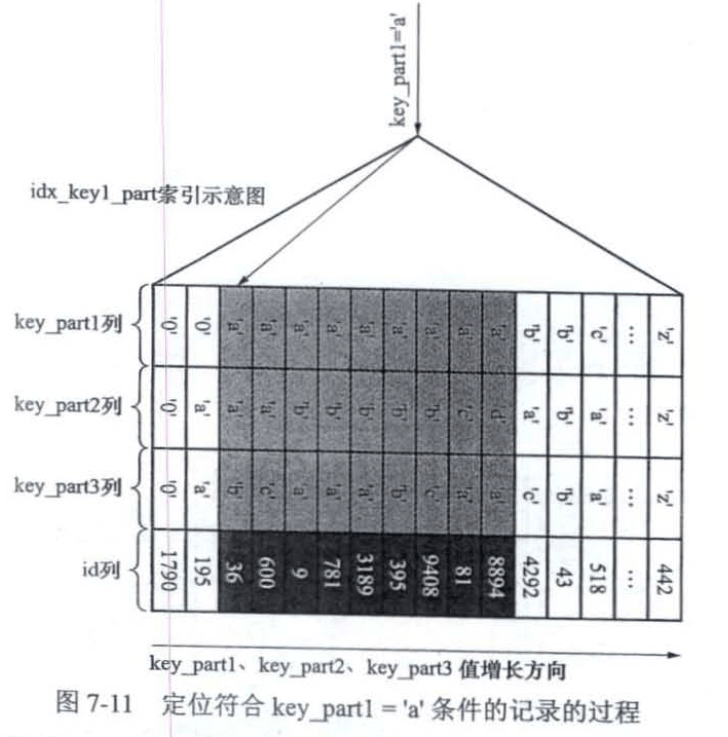 key_part1='a'
idx_key1_part索引示意图
key_part1列 '0' '0' 'a' 'a' 'a' 'a' 'a' 'a' 'a' 'a' 'a' 'b' 'b' 'c' ... 'z'
key_part2列 '0' 'a' 'a' 'a' 'b' 'b' 'b' 'b' 'b' 'c' 'd' 'a' 'b' 'a' ... 'z'
key_part3列 '0' 'a' 'b' 'c' 'a' 'a' 'a' 'b' 'c' 'a' 'a' 'c' 'b' 'a' ... 'z'
id列 1790 195 36 600 9 781 3189 395 9408 81 8894 4292 43 518 ... 442
key_part1、key_part2、key_part3 值增长方向
图 7-11 定位符合 key_part1 = 'a' 条件的记录的过程